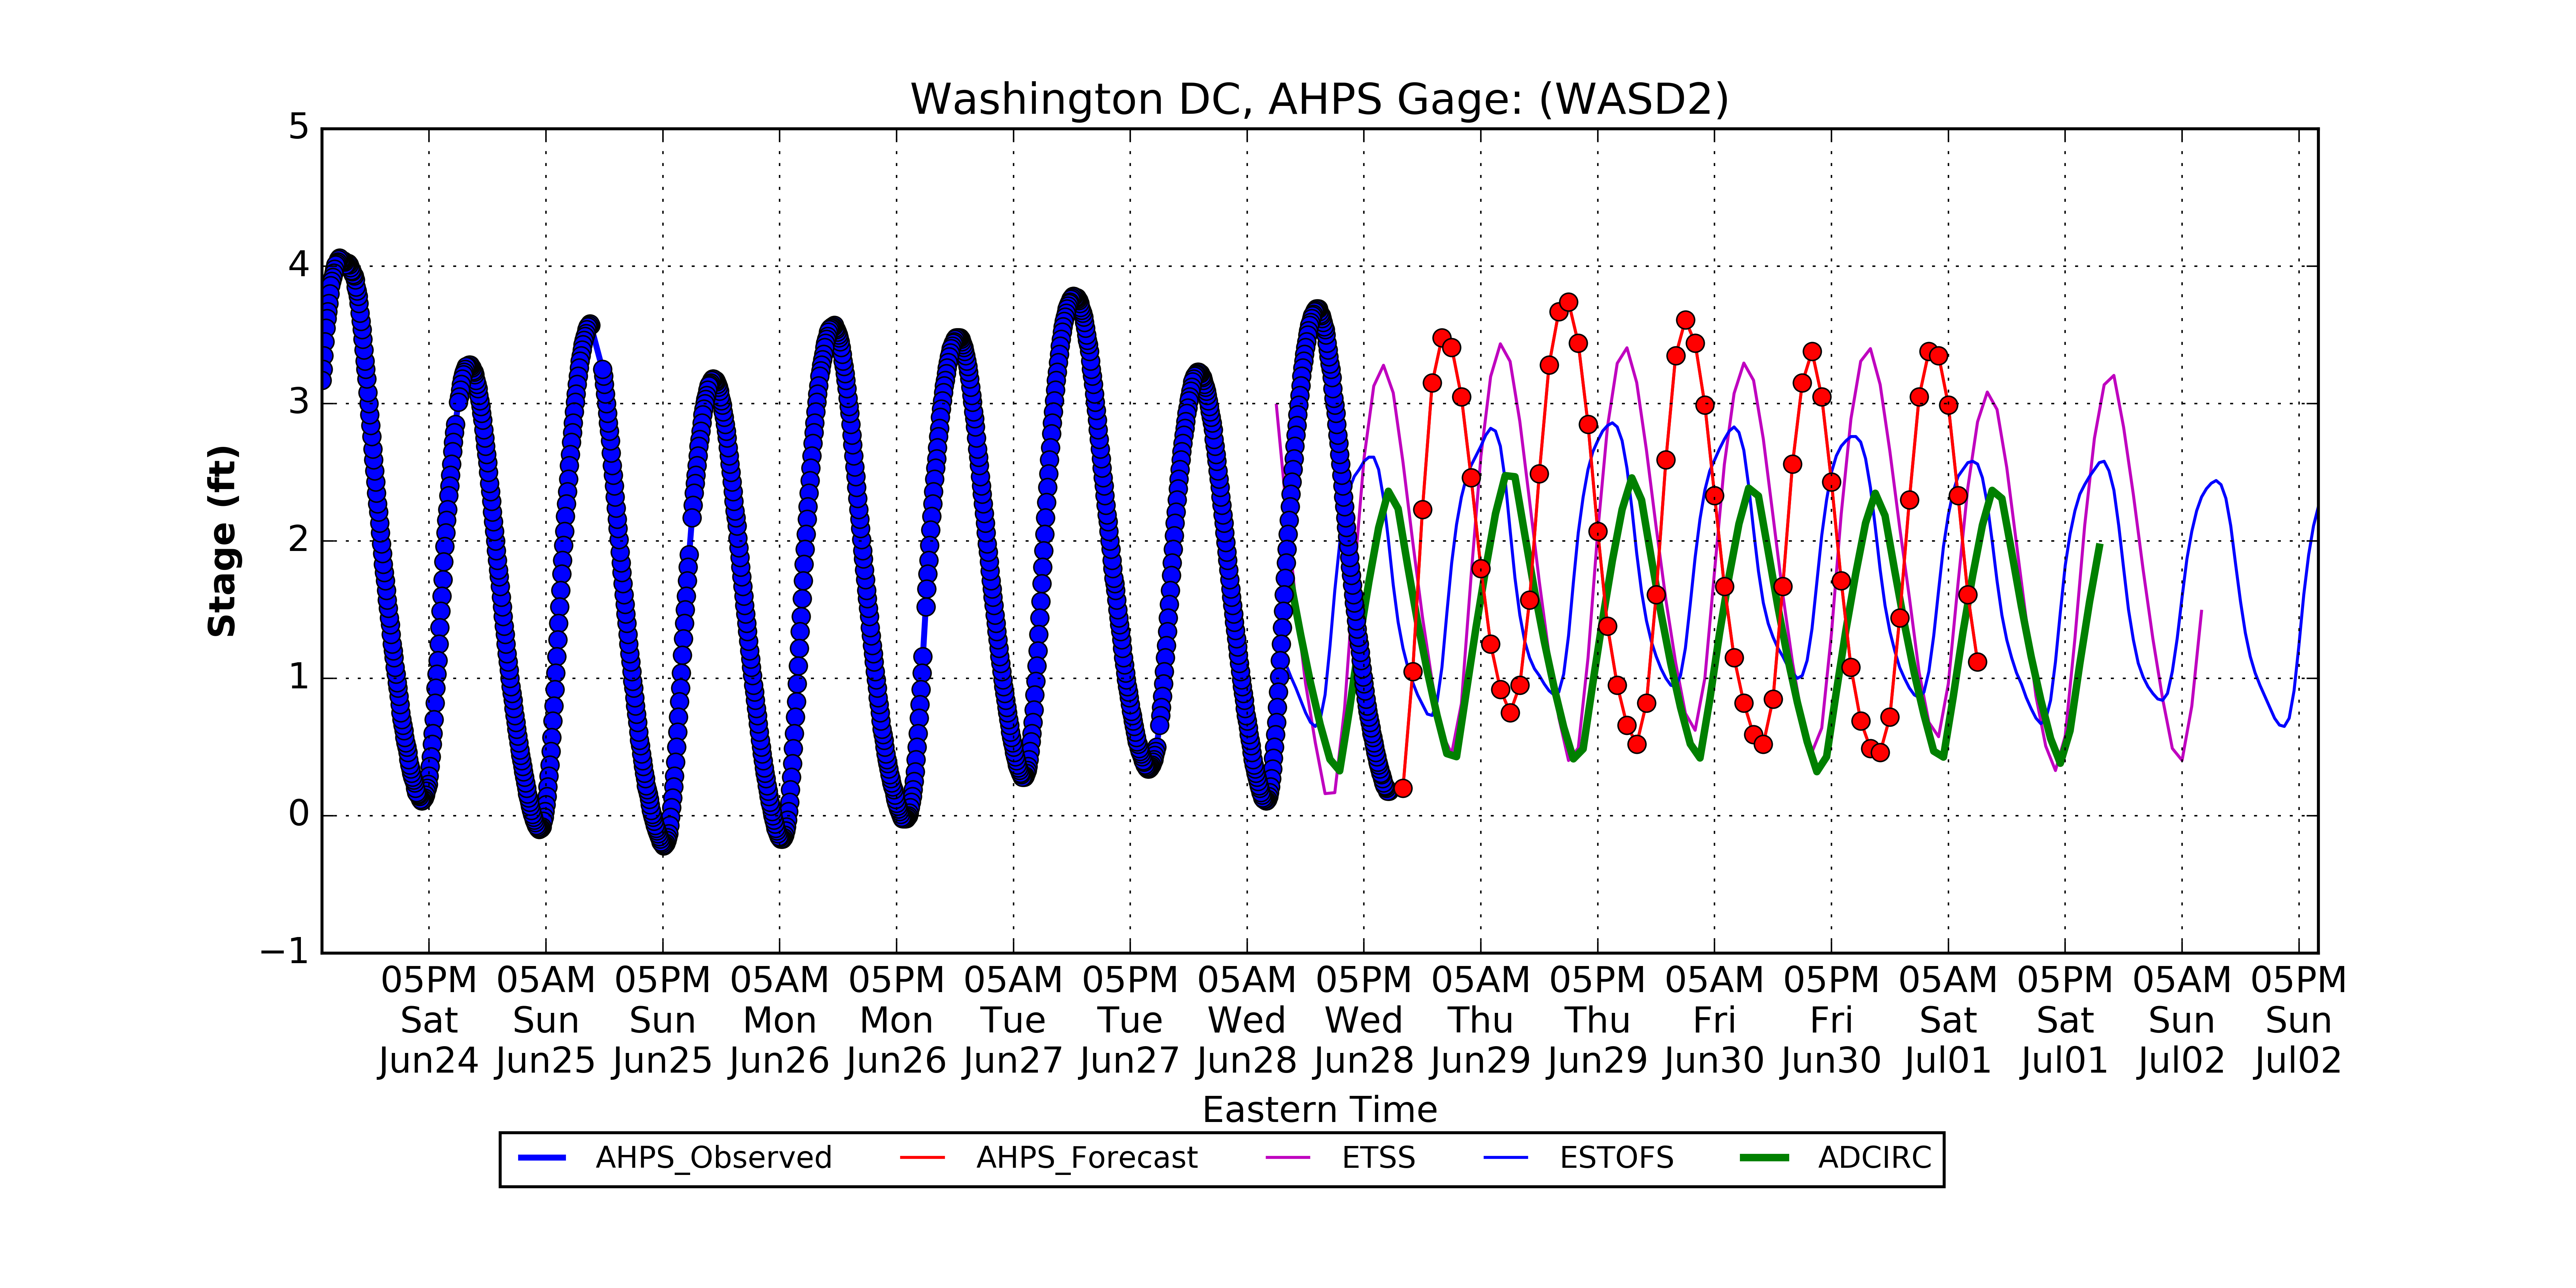 Washington DC, AHPS Gage: (WASD2)
5
4
3
2
1
0
−1
Stage (ft)
05PM 05AM 05PM 05AM 05PM 05AM 05PM 05AM 05PM 05AM 05PM 05AM 05PM 05AM 05PM 05AM 05PM
Sat Sun Sun Mon Mon Tue Tue Wed Wed Thu Thu Fri Fri Sat Sat Sun Sun
Jun24 Jun25 Jun25 Jun26 Jun26 Jun27 Jun27 Jun28 Jun28 Jun29 Jun29 Jun30 Jun30 Jul01 Jul01 Jul02 Jul02
Eastern Time
AHPS_Observed AHPS_Forecast ETSS ESTOFS ADCIRC